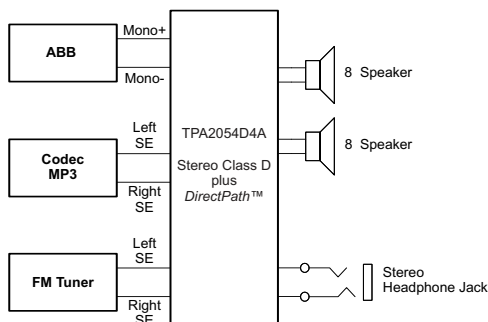 Mono+
ABB
Mono-
8 Speaker
Left
SE
TPA2054D4A
8 Speaker
Codec
MP3
Stereo Class D
plus
DirectPath™
Right
SE
Left
SE
FM Tuner
Stereo
Headphone Jack
Right
SE